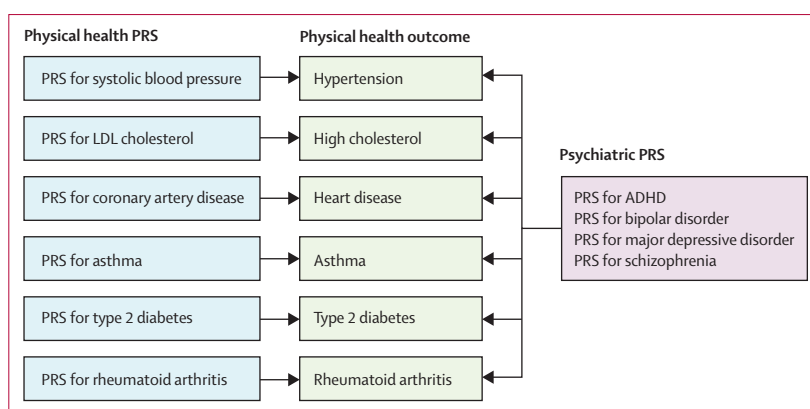 Physical health PRS
Physical health outcome
PRS for systolic blood pressure
Hypertension
PRS for LDL cholesterol
High cholesterol
Psychiatric PRS
PRS for coronary artery disease
Heart disease
PRS for ADHD
PRS for bipolar disorder
PRS for major depressive disorder
PRS for schizophrenia
PRS for asthma
Asthma
PRS for type 2 diabetes
Type 2 diabetes
PRS for rheumatoid arthritis
Rheumatoid arthritis